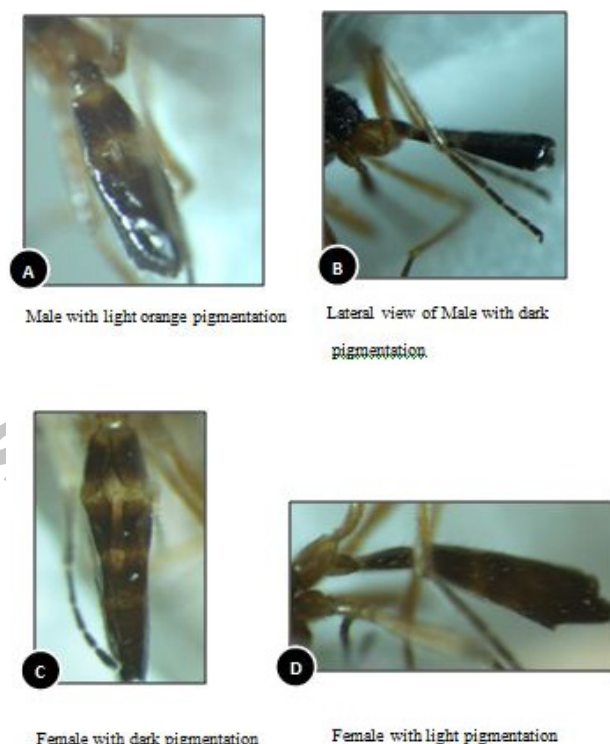 A
Male with light orange pigmentation
B
Lateral view of Male with dark
pigmentation
C
Female with dark pigmentation
D
Female with light pigmentation